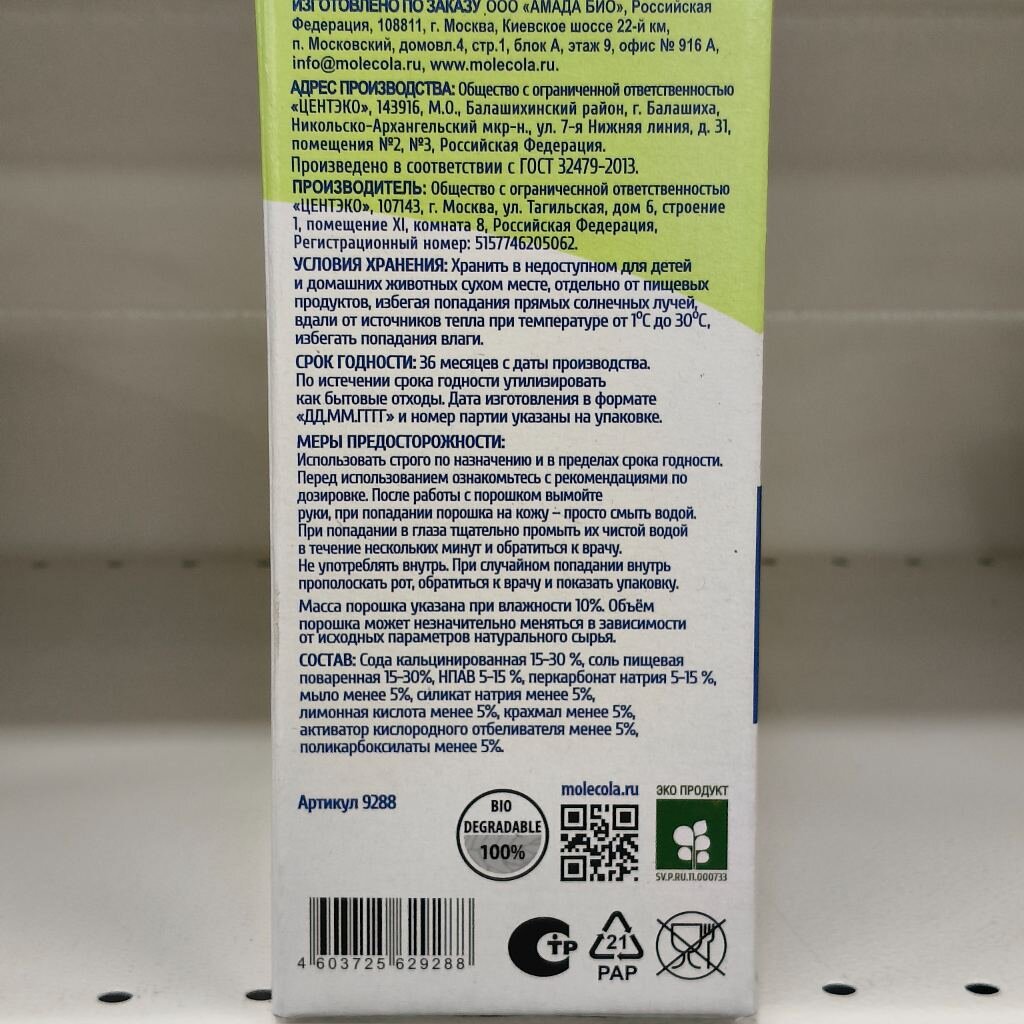 ИЗГОТОВЛЕНО ПО ЗАКАЗУ ООО «АМАДА БИО», Российская
Федерация, 108811, г. Москва, Киевское шоссе 22-й км,
п. Московский, домовл.4, стр.1, блок А, этаж 9, офис № 916 А,
info@molecola.ru, www.molecola.ru.
АДРЕС ПРОИЗВОДСТВА: Общество с ограниченной ответственностью
«ЦЕНТЭКО», 143916, М.О., Балашихинский район, г. Балашиха,
Никольско-Архангельский мкр-н., ул. 7-я Нижняя линия, д. 31,
помещения №2, №3, Российская Федерация.
Произведено в соответствии с ГОСТ 32479-2013.
ПРОИЗВОДИТЕЛЬ: Общество с ограниченной ответственностью
«ЦЕНТЭКО», 107143, г. Москва, ул. Тагильская, дом 6, строение
1, помещение XI, комната 8, Российская Федерация,
Регистрационный номер: 5157746205062.
УСЛОВИЯ ХРАНЕНИЯ: Хранить в недоступном для детей
и домашних животных сухом месте, отдельно от пищевых
продуктов, избегая попадания прямых солнечных лучей,
вдали от источников тепла при температуре от 1°С до 30°С,
избегать попадания влаги.
СРОК ГОДНОСТИ: 36 месяцев с даты производства.
По истечении срока годности утилизировать
как бытовые отходы. Дата изготовления в формате
«ДД.ММ.ГГГГ» и номер партии указаны на упаковке.
МЕРЫ ПРЕДОСТОРОЖНОСТИ:
Использовать строго по назначению и в пределах срока годности.
Перед использованием ознакомьтесь с рекомендациями по
дозировке. После работы с порошком вымойте
руки, при попадании порошка на кожу – просто смыть водой.
При попадании в глаза тщательно промыть их чистой водой
в течение нескольких минут и обратиться к врачу.
Не употреблять внутрь. При случайном попадании внутрь
прополоскать рот, обратиться к врачу и показать упаковку.
Масса порошка указана при влажности 10%. Объём
порошка может незначительно меняться в зависимости
от исходных параметров натурального сырья.
СОСТАВ: Сода кальцинированная 15-30 %, соль пищевая
поваренная 15-30%, НПАВ 5-15 %, перкарбонат натрия 5-15 %,
мыло менее 5%, силикат натрия менее 5%,
лимонная кислота менее 5%, крахмал менее 5%,
активатор кислородного отбеливателя менее 5%,
поликарбоксилаты менее 5%.
Артикул 9288
BIO
DEGRADABLE
100%
molecola.ru
ЭКО ПРОДУКТ
SV.P.RU.11.000733
4 603725 629288
СТР
21
PAP